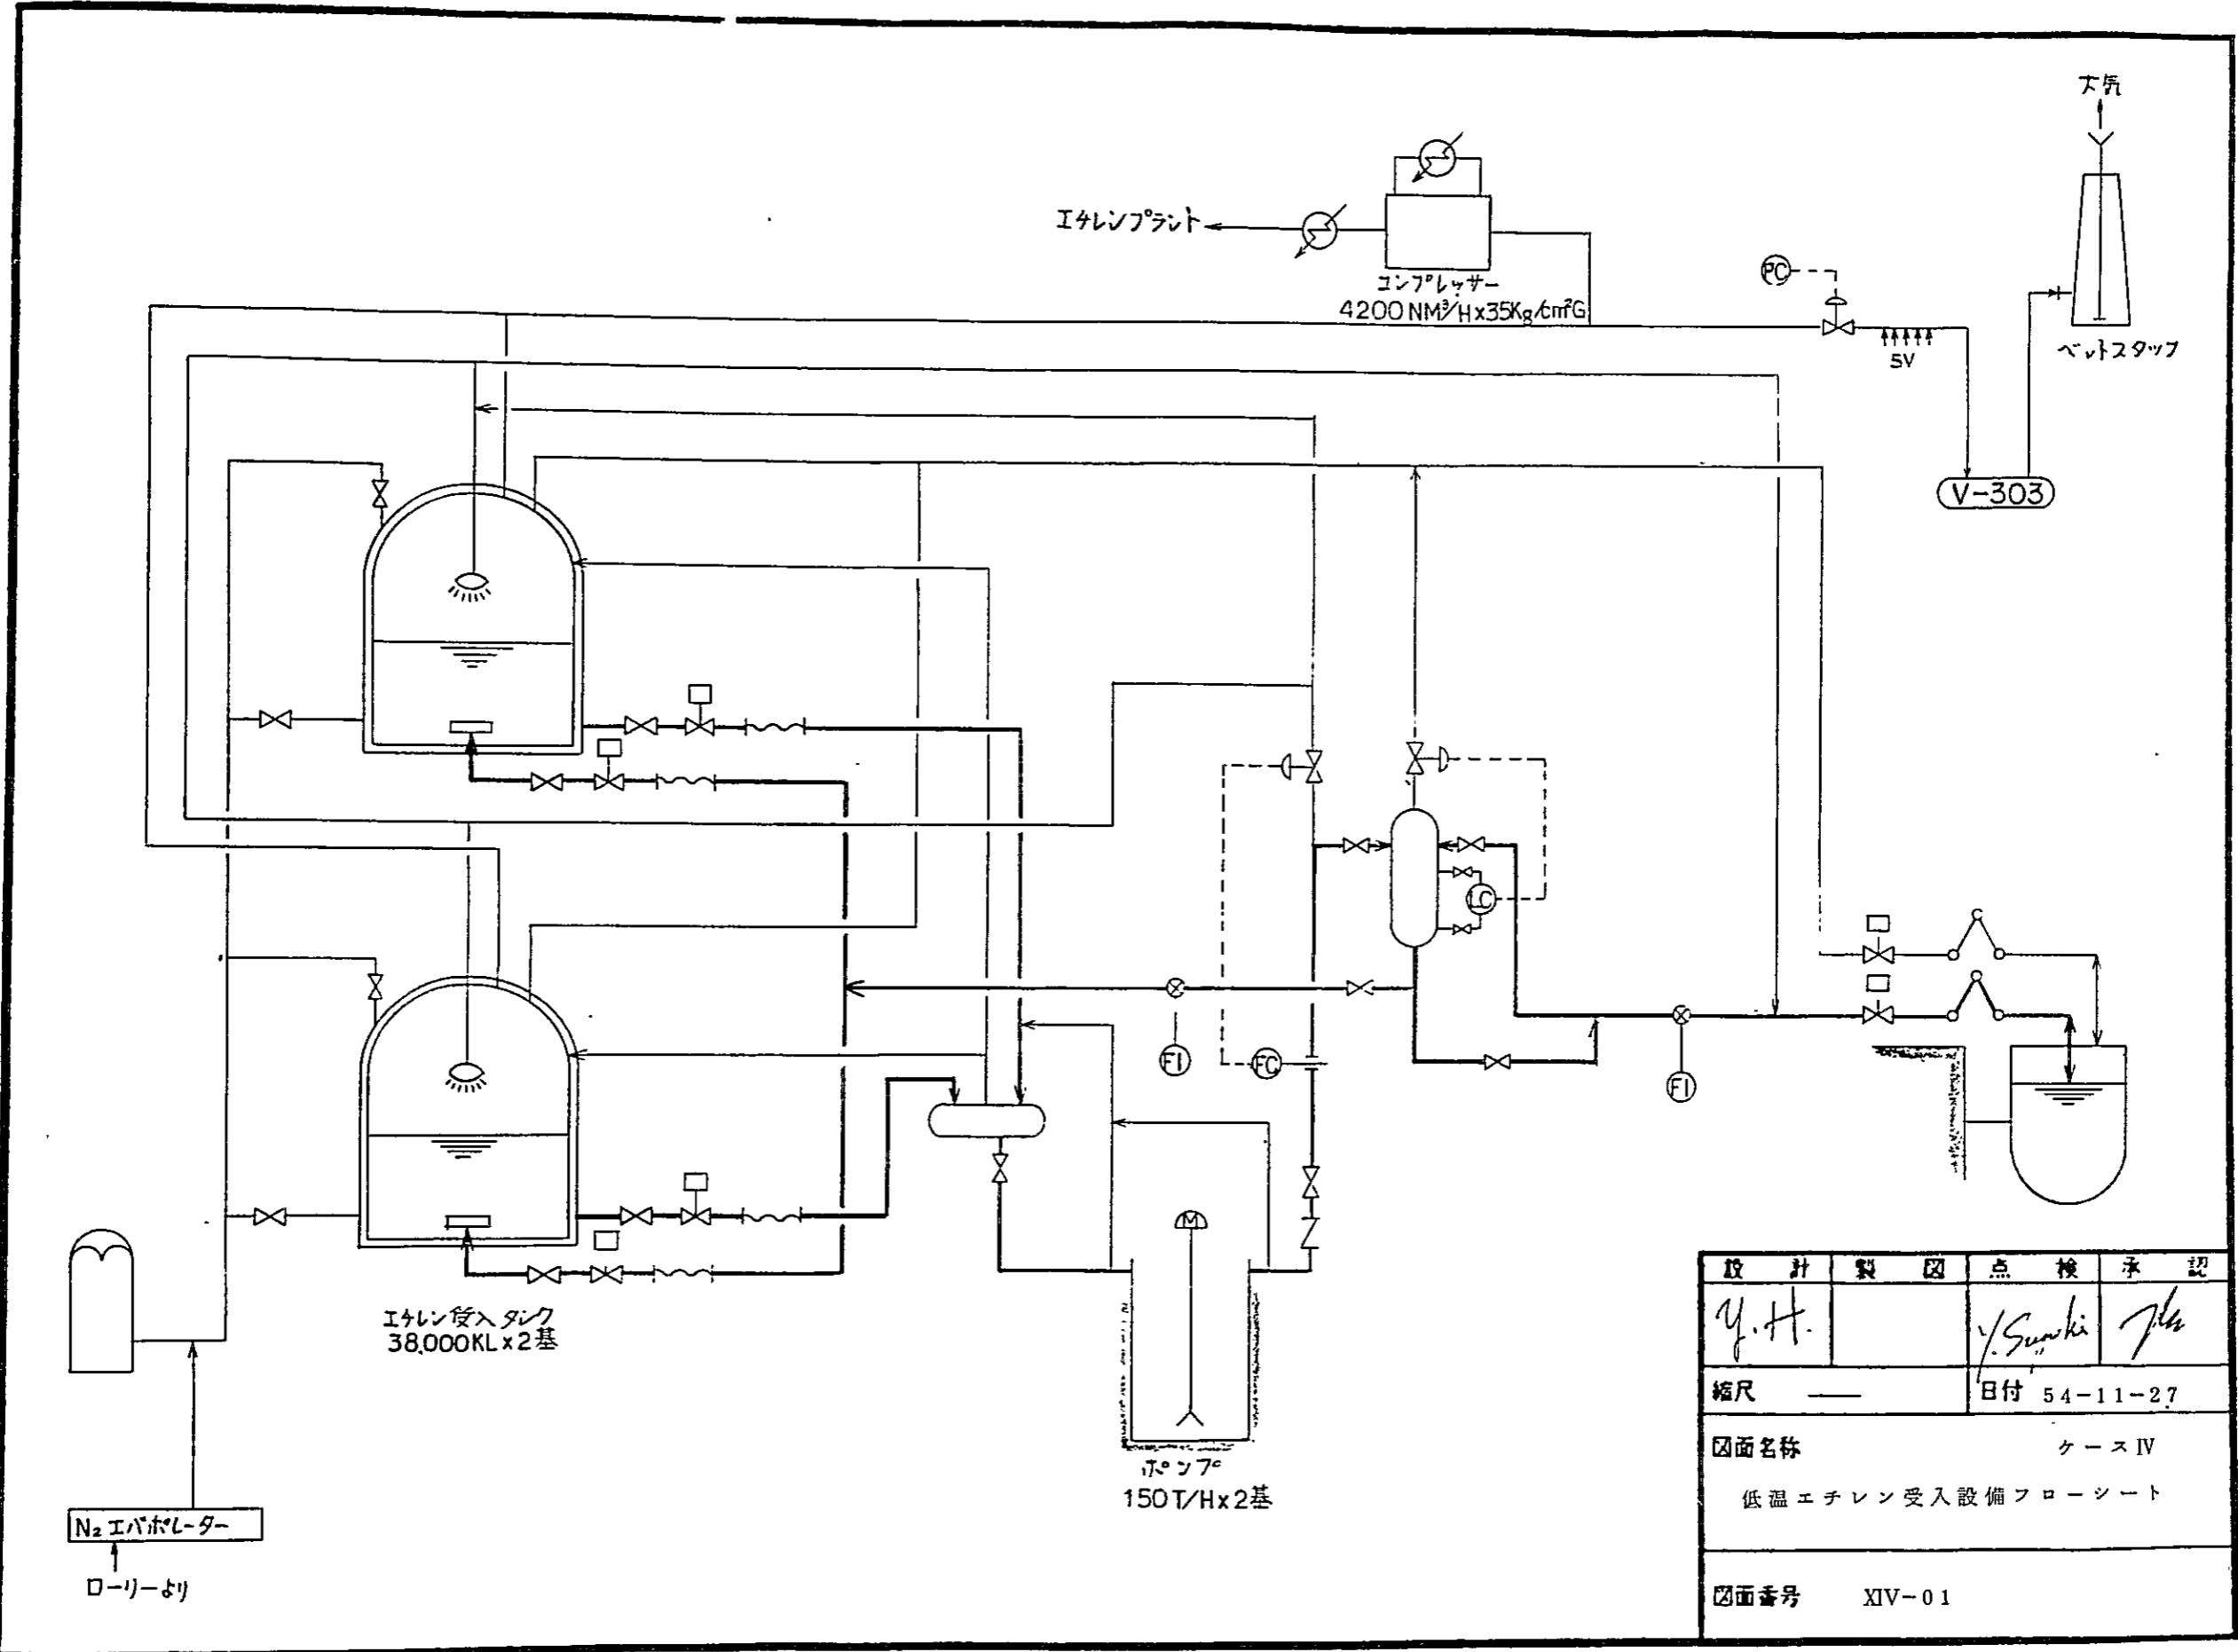 大気
エチレンプラント
コンプレッサー
4200 NM³/H×35Kg/cm²G
PC
SV
ベントスタック
V-303
LC
FI
FC
FI
M
エチレン受入タンク
38,000KL×2基
ポンプ
150T/H×2基
N₂エバポレーター
ローリーより
設計 製図 点検 承認
Y.H. Y.Suzuki
縮尺 —— 日付 54-11-27
図面名称 ケースⅣ
低温エチレン受入設備フローシート
図面番号 ⅩⅣ-01